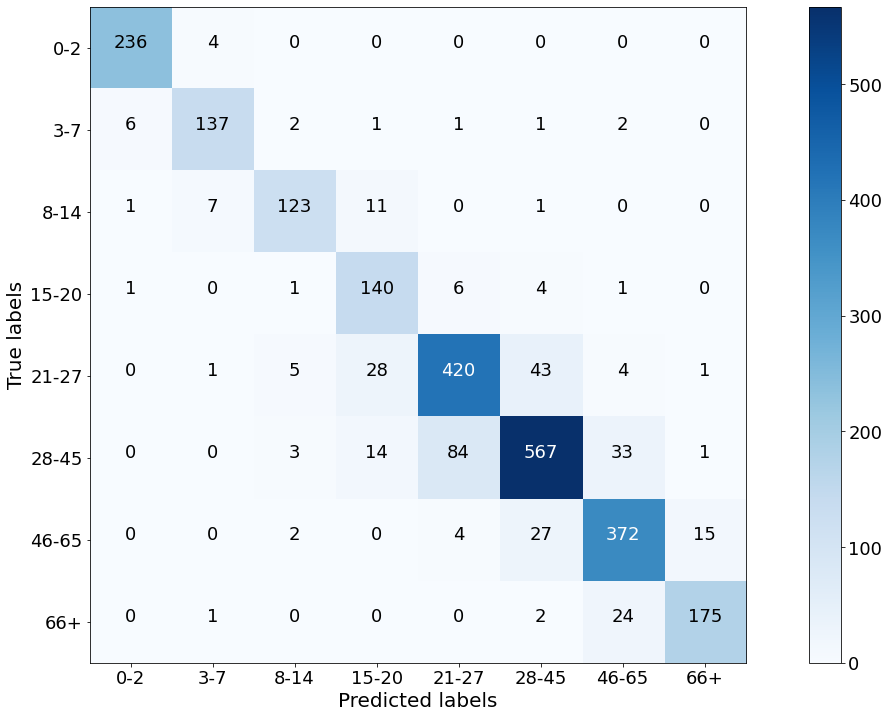 0-2 236 4 0 0 0 0 0 0
3-7 6 137 2 1 1 1 2 0
8-14 1 7 123 11 0 1 0 0
15-20 1 0 1 140 6 4 1 0
21-27 0 1 5 28 420 43 4 1
28-45 0 0 3 14 84 567 33 1
46-65 0 0 2 0 4 27 372 15
66+ 0 1 0 0 0 2 24 175
0-2 3-7 8-14 15-20 21-27 28-45 46-65 66+
Predicted labels
True labels
500
400
300
200
100
0